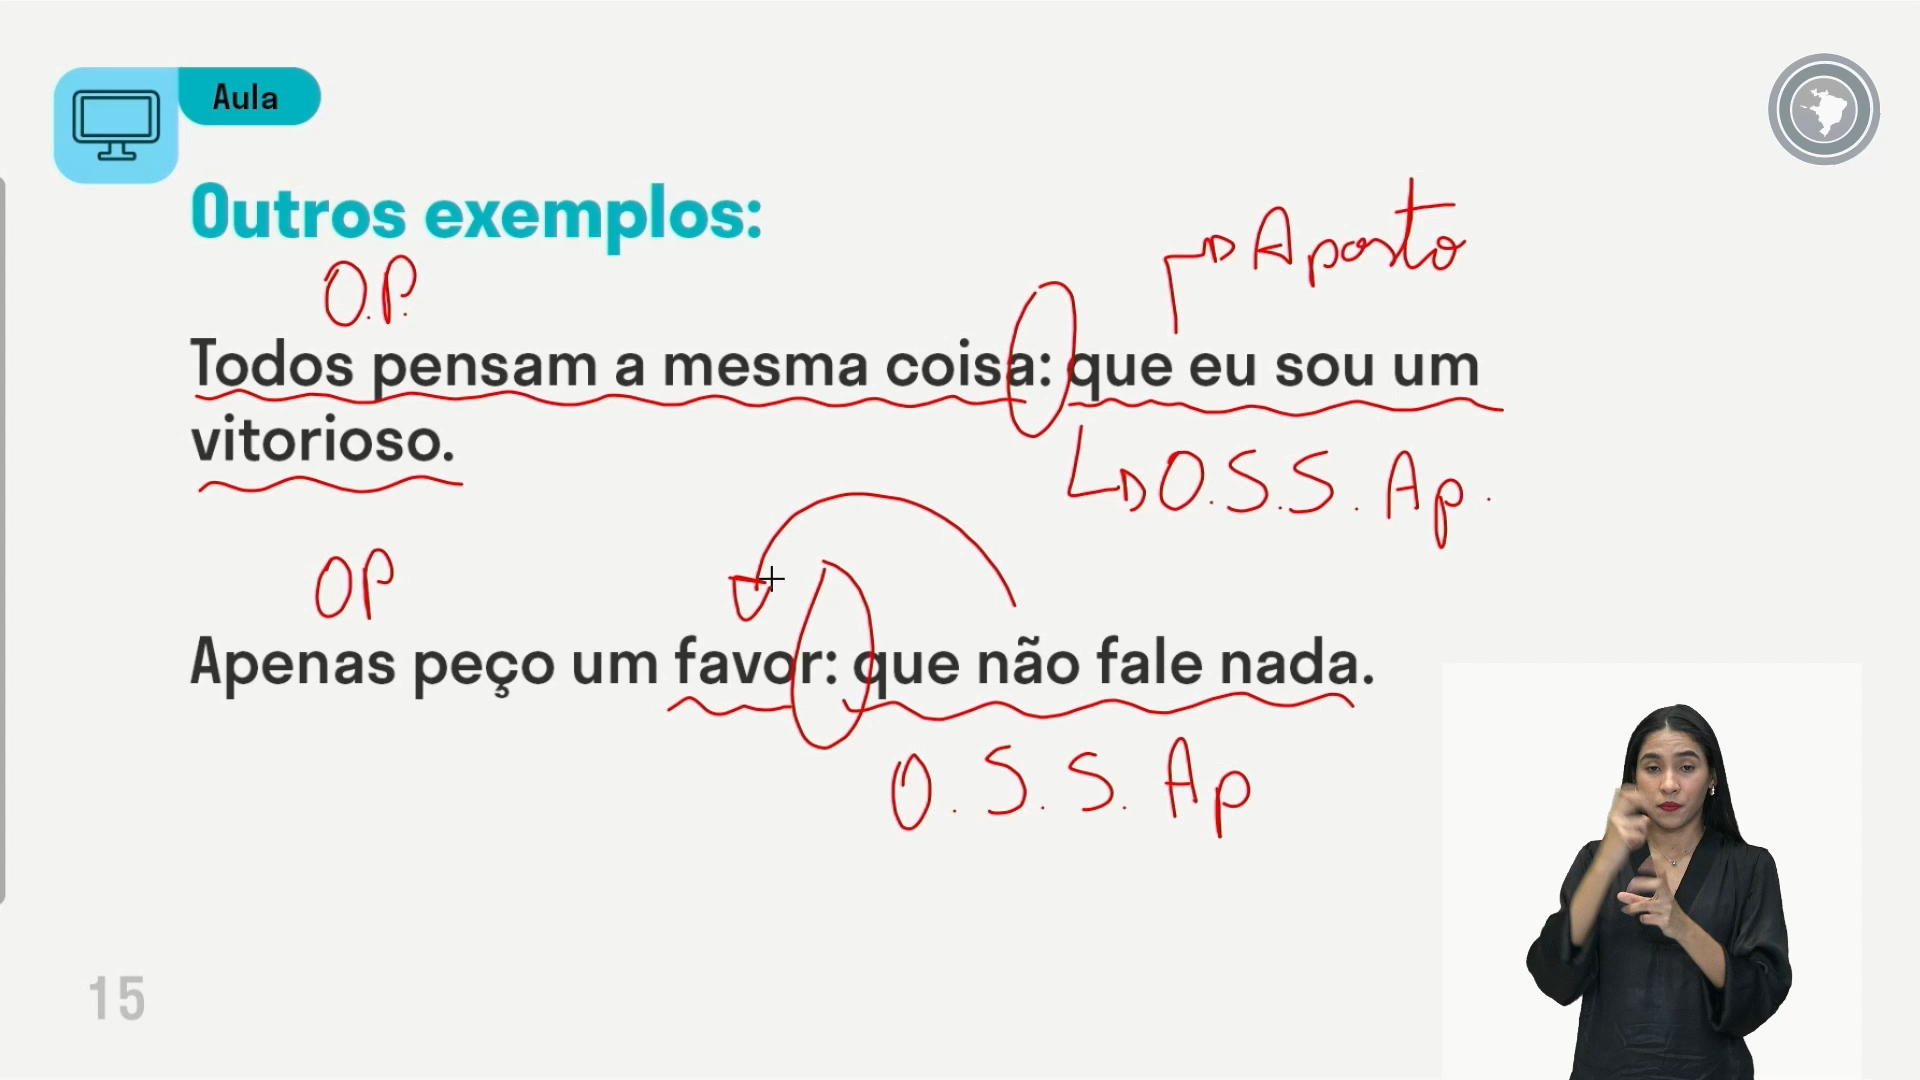 Aula
Outros exemplos:
O.P.
Aposto
Todos pensam a mesma coisa: que eu sou um
vitorioso.
O.S.S. Ap.
OP
Apenas peço um favor: que não fale nada.
O.S.S. Ap
15